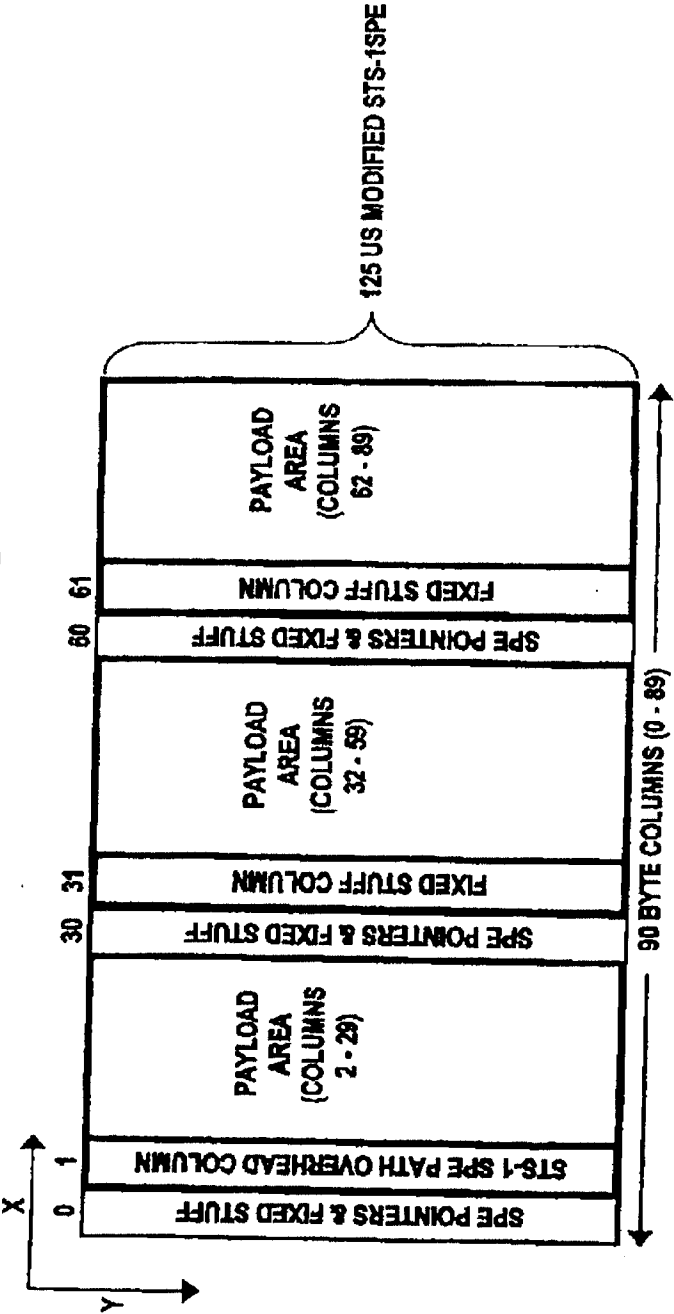 X
Y
0
1
30
31
60
61
SPE POINTERS & FIXED STUFF
STS-1 SPE PATH OVERHEAD COLUMN
PAYLOAD
AREA
(COLUMNS
2 - 29)
SPE POINTERS & FIXED STUFF
FIXED STUFF COLUMN
PAYLOAD
AREA
(COLUMNS
32 - 59)
SPE POINTERS & FIXED STUFF
FIXED STUFF COLUMN
PAYLOAD
AREA
(COLUMNS
62 - 89)
125 US MODIFIED STS-1SPE
90 BYTE COLUMNS (0 - 89)